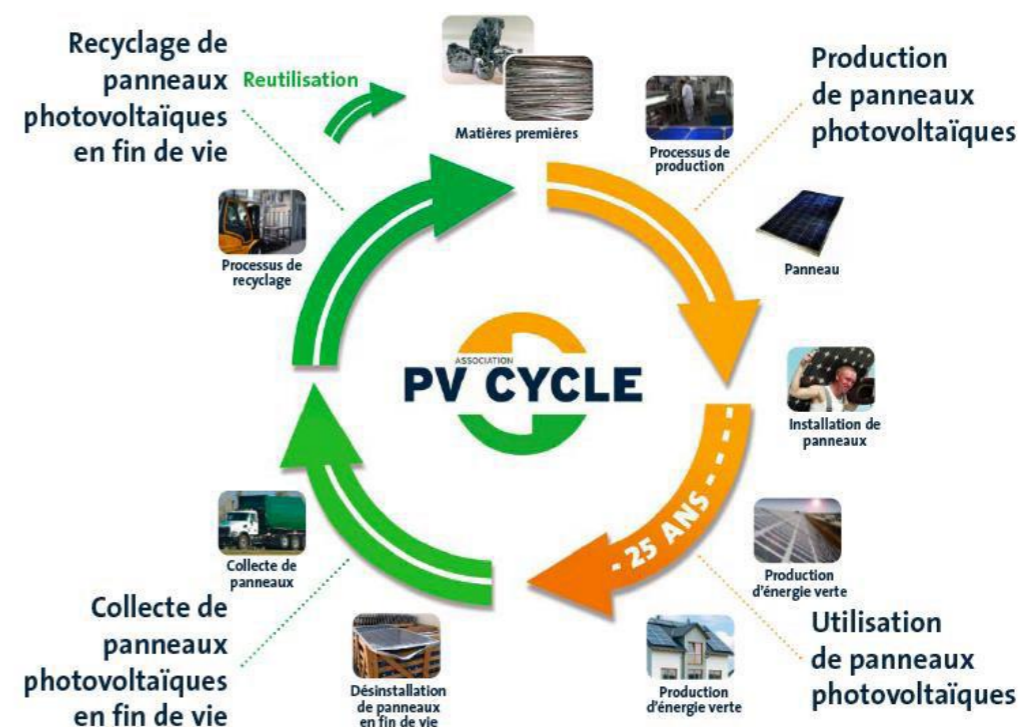 Recyclage de
panneaux
photovoltaïques
en fin de vie
Reutilisation
Matières premières
Processus de
production
Production
de panneaux
photovoltaïques
Panneau
Installation de
panneaux
- 25 ANS - - -
Production
d'énergie verte
Utilisation
de panneaux
photovoltaïques
Production
d'énergie verte
Désinstallation
de panneaux
en fin de vie
Collecte de
panneaux
Collecte de
panneaux
photovoltaïques
en fin de vie
Processus de
recyclage
ASSOCIATION
PV CYCLE